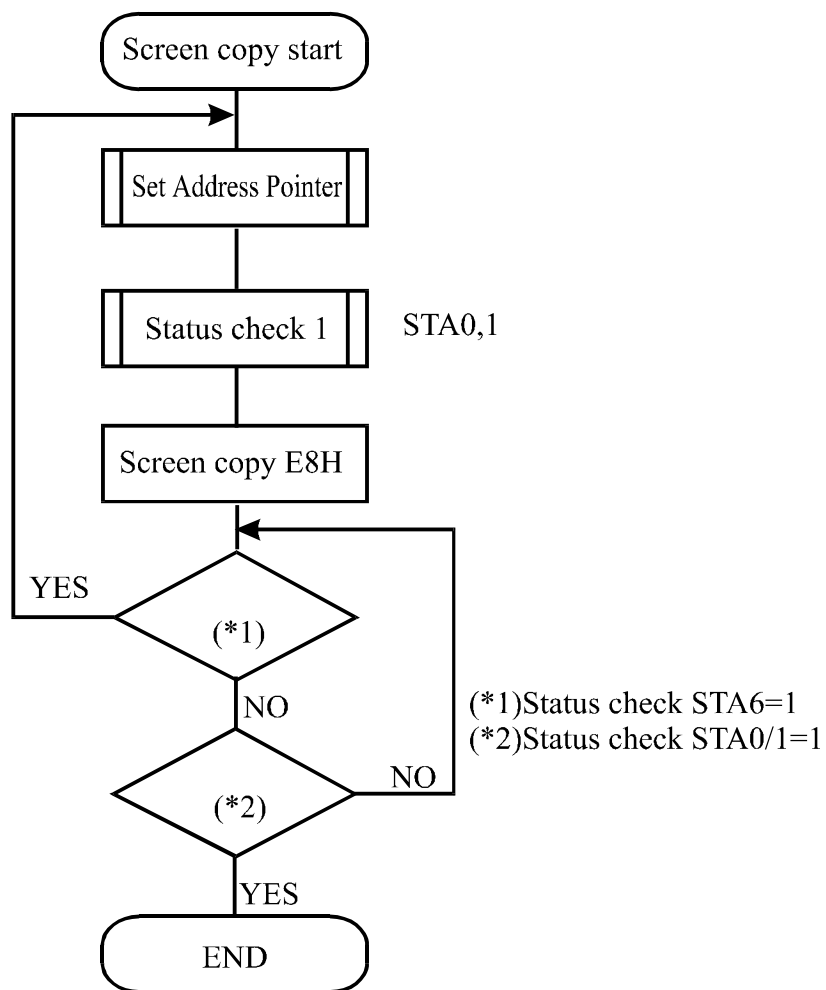 Screen copy start
Set Address Pointer
Status check 1
STA0,1
Screen copy E8H
YES
(*1)
NO
(*1)Status check STA6=1
(*2)Status check STA0/1=1
NO
(*2)
YES
END